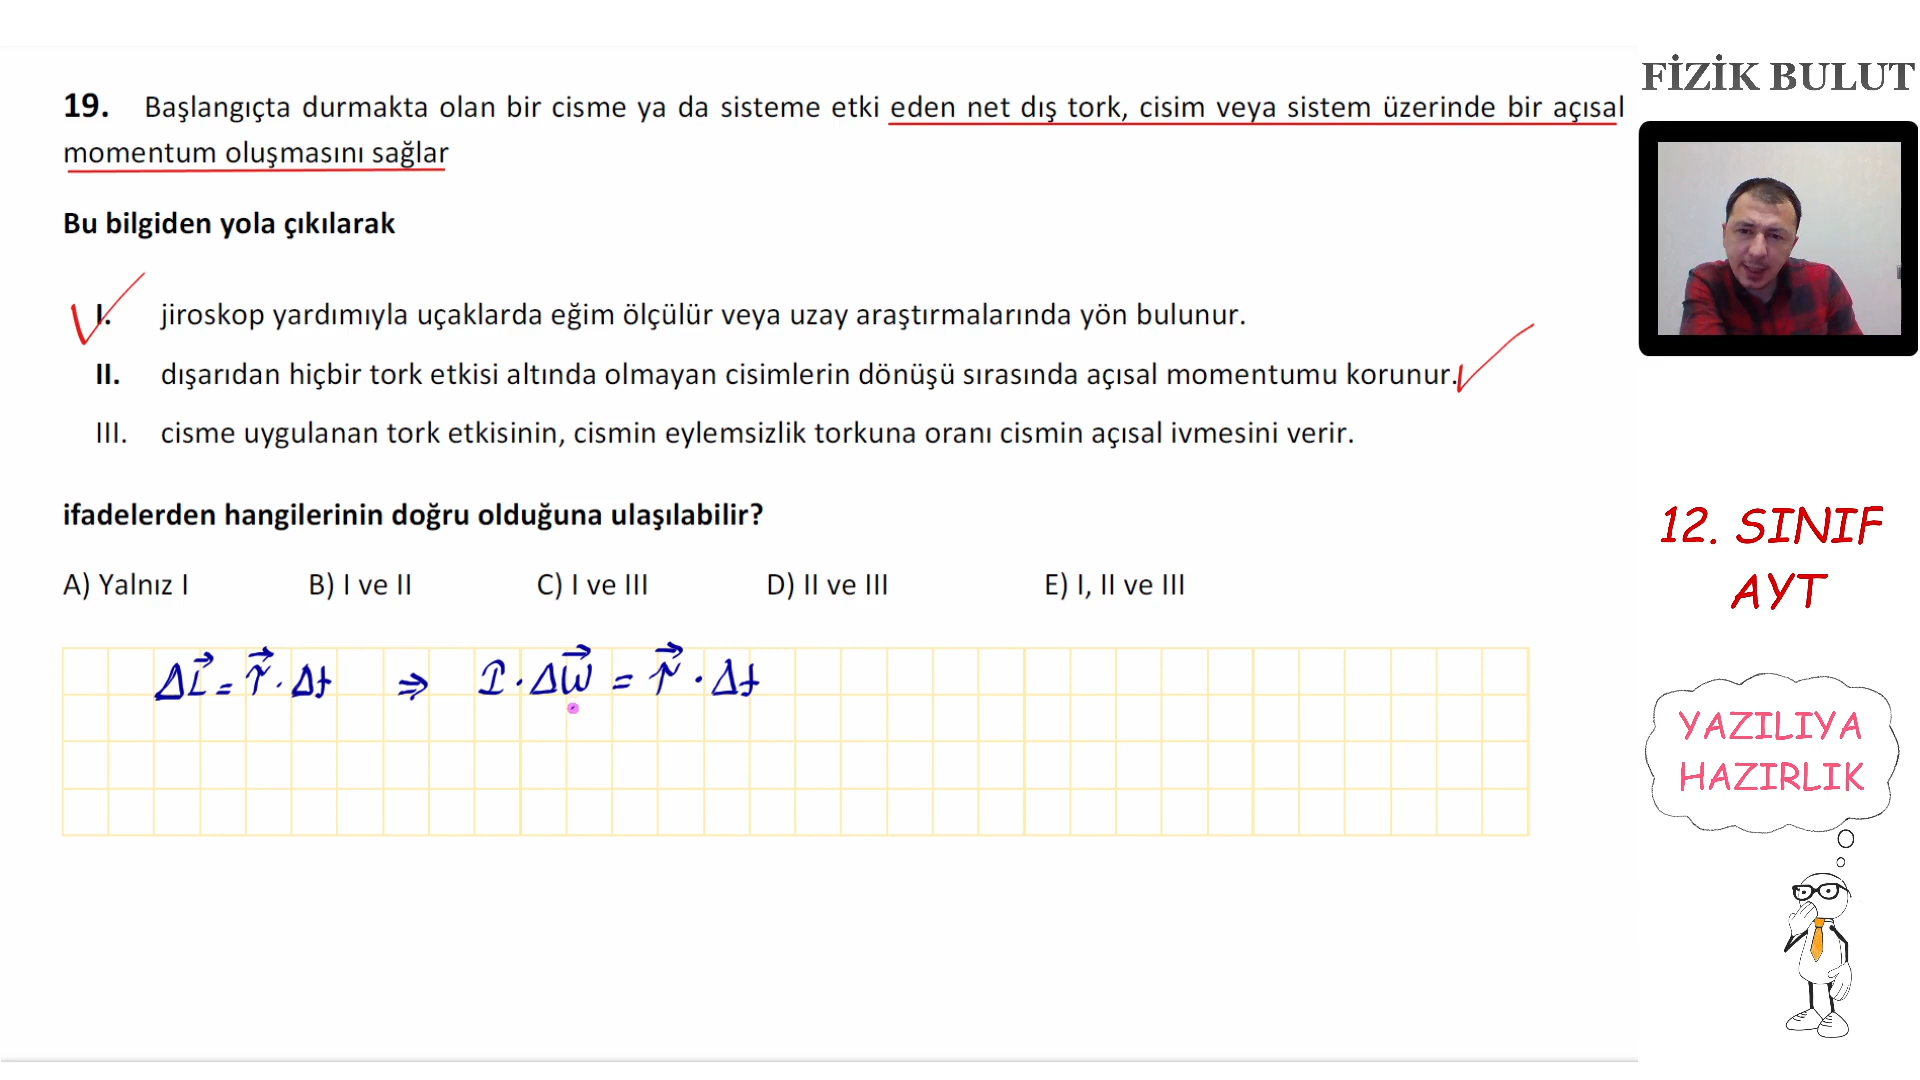 FİZİK BULUT
19. Başlangıçta durmakta olan bir cisme ya da sisteme etki eden net dış tork, cisim veya sistem üzerinde bir açısal
momentum oluşmasını sağlar
Bu bilgiden yola çıkılarak
I. jiroskop yardımıyla uçaklarda eğim ölçülür veya uzay araştırmalarında yön bulunur.
II. dışarıdan hiçbir tork etkisi altında olmayan cisimlerin dönüşü sırasında açısal momentumu korunur.
III. cisme uygulanan tork etkisinin, cismin eylemsizlik torkuna oranı cismin açısal ivmesini verir.
ifadelerden hangilerinin doğru olduğuna ulaşılabilir?
A) Yalnız I B) I ve II C) I ve III D) II ve III E) I, II ve III
ΔL⃗ = τ⃗ · Δt ⇒ I · Δω⃗ = τ⃗ · Δt
12. SINIF
AYT
YAZILIYA
HAZIRLIK